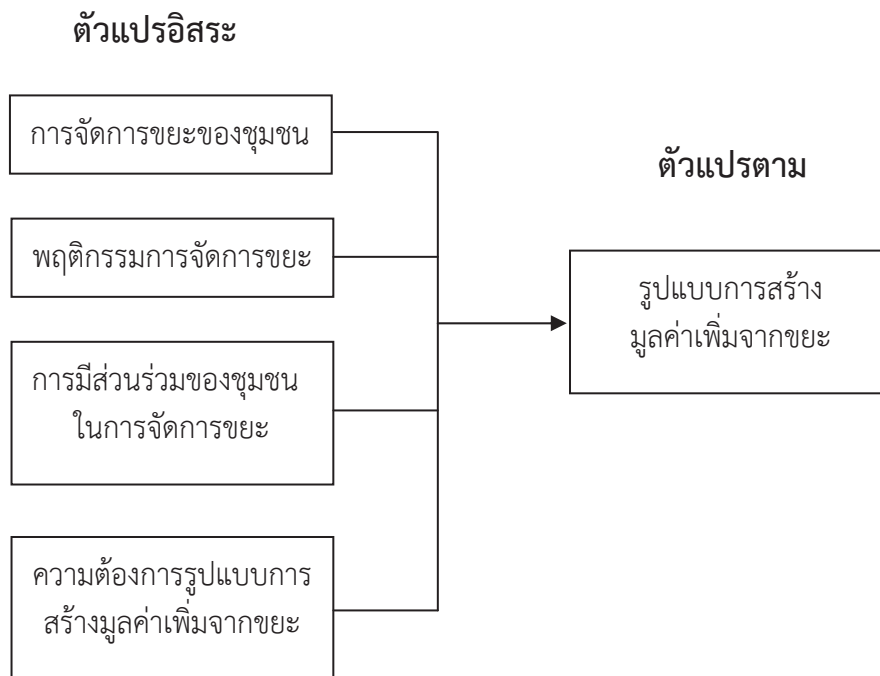 ตัวแปรอิสระ
การจัดการขยะของชุมชน
พฤติกรรมการจัดการขยะ
การมีส่วนร่วมของชุมชน
ในการจัดการขยะ
ความต้องการรูปแบบการ
สร้างมูลค่าเพิ่มจากขยะ
ตัวแปรตาม
รูปแบบการสร้าง
มูลค่าเพิ่มจากขยะ